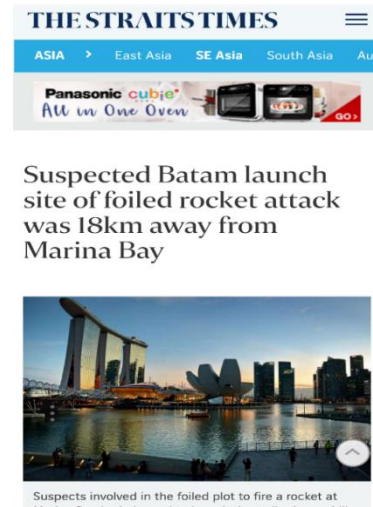 THE STRAITS TIMES
ASIA > East Asia SE Asia South Asia Au
Panasonic cubie
All in One Oven
GO>
Suspected Batam launch
site of foiled rocket attack
was 18km away from
Marina Bay
Suspects involved in the foiled plot to fire a rocket at